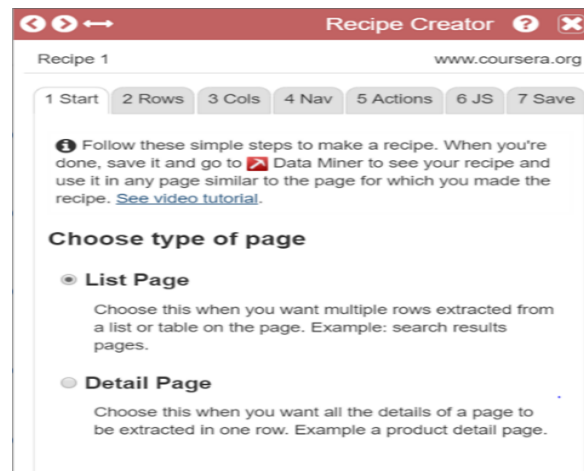 Recipe Creator
Recipe 1 www.coursera.org
1 Start 2 Rows 3 Cols 4 Nav 5 Actions 6 JS 7 Save
Follow these simple steps to make a recipe. When you're
done, save it and go to Data Miner to see your recipe and
use it in any page similar to the page for which you made the
recipe. See video tutorial.
Choose type of page
List Page
Choose this when you want multiple rows extracted from
a list or table on the page. Example: search results
pages.
Detail Page
Choose this when you want all the details of a page to
be extracted in one row. Example a product detail page.